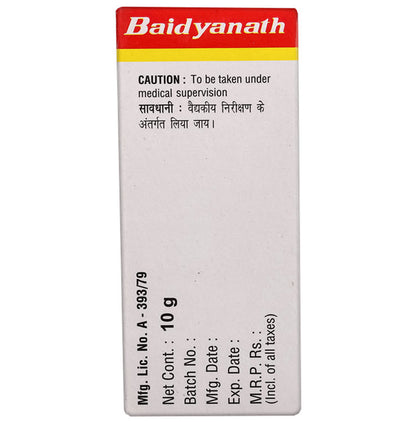 Baidyanath
CAUTION : To be taken under
medical supervision
सावधानी : वैद्यकीय निरीक्षण के
अंतर्गत लिया जाय।
Mfg. Lic. No. A - 393/79
Net Cont. : 10 g
Batch No. :
Mfg. Date :
Exp. Date :
M.R.P. Rs. :
(Incl. of all taxes)